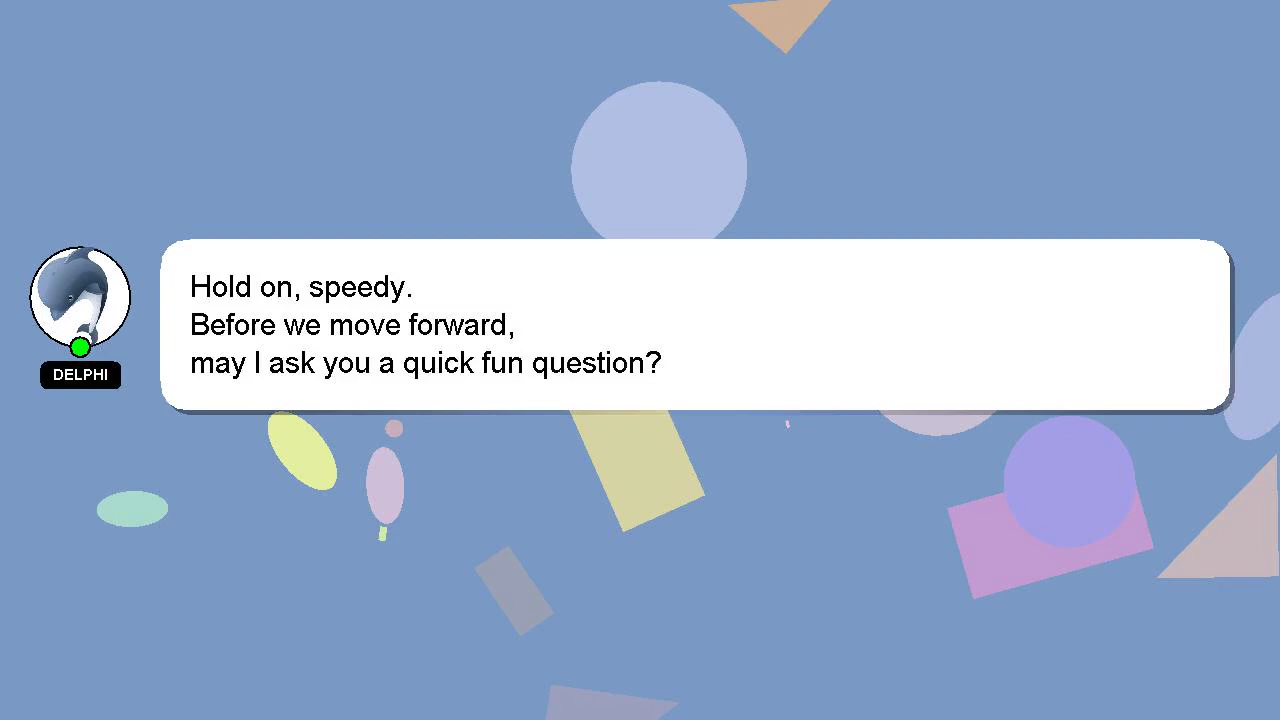 Hold on, speedy.
Before we move forward,
may I ask you a quick fun question?
DELPHI